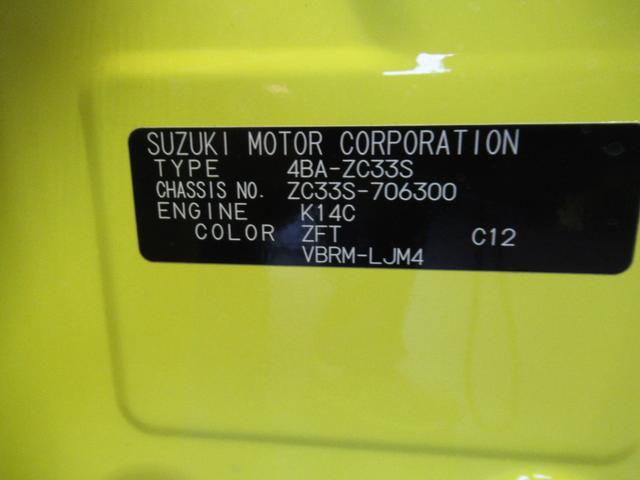 SUZUKI MOTOR CORPORATION
TYPE 4BA-ZC33S
CHASSIS NO. ZC33S-706300
ENGINE K14C
COLOR ZFT C12
VBRM-LJM4